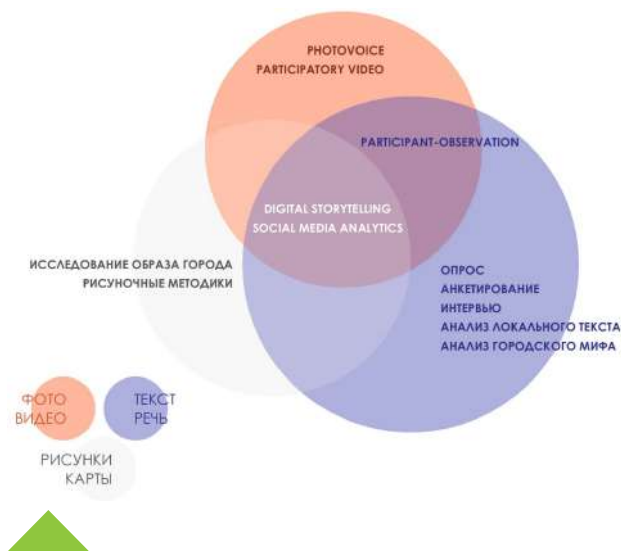 PHOTOVOICE
PARTICIPATORY VIDEO
PARTICIPANT-OBSERVATION
DIGITAL STORYTELLING
SOCIAL MEDIA ANALYTICS
ИССЛЕДОВАНИЕ ОБРАЗА ГОРОДА
РИСУНОЧНЫЕ МЕТОДИКИ
ОПРОС
АНКЕТИРОВАНИЕ
ИНТЕРВЬЮ
АНАЛИЗ ЛОКАЛЬНОГО ТЕКСТА
АНАЛИЗ ГОРОДСКОГО МИФА
ФОТО
ВИДЕО
ТЕКСТ
РЕЧЬ
РИСУНКИ
КАРТЫ